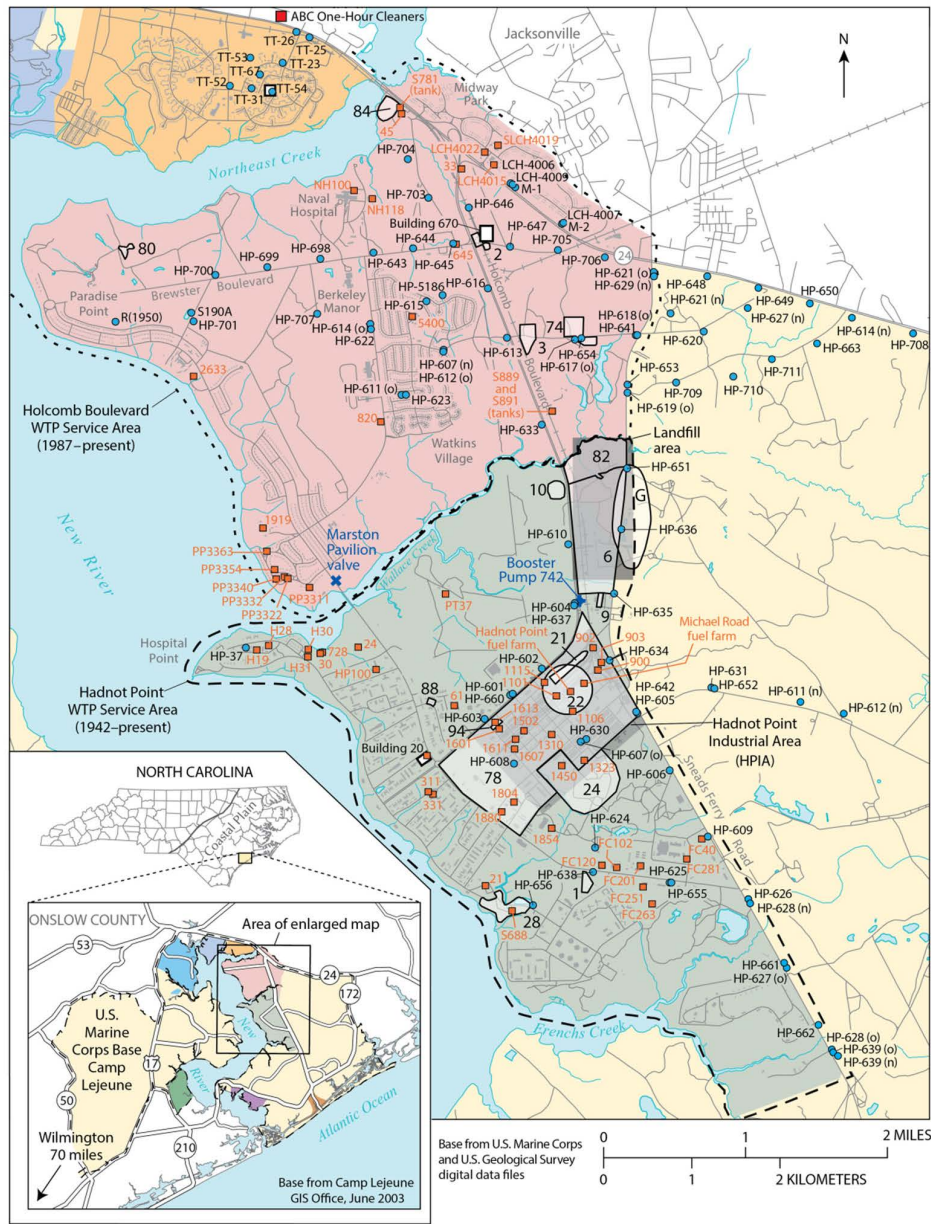 ABC One-Hour Cleaners
TT-26
TT-25
TT-53
TT-23
TT-67
TT-52
TT-31
TT-54
Jacksonville
N
S781
(tank)
Midway
Park
84
45
SLCH4019
LCH4022
Northeast Creek
HP-704
33
LCH-4006
LCH4015
LCH-4009
M-1
NH100
Naval
Hospital
NH118
HP-703
HP-646
Building 670
HP-647
LCH-4007
M-2
80
HP-698
HP-644
645
2
HP-705
24
HP-699
HP-643
HP-645
Holcomb
HP-706
HP-700
HP-621 (o)
HP-629 (n)
HP-648
Brewster
Boulevard
HP-5186
HP-616
Paradise
Point
Berkeley
Manor
HP-615
HP-649
HP-650
R(1950)
S190A
HP-701
HP-707
HP-614 (o)
HP-622
5400
HP-618 (o)
HP-641
HP-621 (n)
HP-627 (n)
74
HP-620
HP-614 (n)
3
HP-613
HP-654
HP-617 (o)
HP-663
HP-708
HP-607 (n)
HP-612 (o)
HP-653
HP-711
2633
S889
and
S891
(tanks)
HP-709
HP-710
HP-611 (o)
HP-623
HP-619 (o)
Boulevard
Holcomb Boulevard
WTP Service Area
(1987–present)
820
HP-633
Watkins
Village
Landfill
area
82
HP-651
10
G
New River
1919
Marston
Pavilion
valve
HP-636
PP3363
HP-610
6
PP3354
Wallace Creek
Booster
Pump 742
PP3340
PP3332
PP3311
PP3322
PT37
HP-604
HP-637
9
HP-635
Hospital
Point
H28
H30
24
Hadnot Point
fuel farm
21
902
903
Michael Road
fuel farm
HP-37
H19
H31
728
30
HP100
HP-602
HP-634
900
Hadnot Point
WTP Service Area
(1942–present)
1115
1101
HP-631
HP-652
88
61
HP-601
HP-660
22
HP-642
HP-605
HP-611 (n)
HP-603
1613
1502
1106
HP-612 (n)
94
HP-630
Hadnot Point
Industrial Area
(HPIA)
1601
1611
1310
Building 20
1607
HP-607 (o)
HP-608
1323
HP-606
78
1450
24
311
331
1804
1880
Sneads Ferry
Road
HP-624
1854
HP-609
FC40
FC102
FC120
FC281
HP-638
FC201
HP-625
21
HP-656
1
FC251
HP-655
HP-626
HP-628 (n)
28
S688
FC263
HP-661
HP-627 (o)
HP-662
Frenchs Creek
HP-628 (o)
HP-639 (o)
HP-639 (n)
NORTH CAROLINA
Coastal Plain
ONSLOW COUNTY
Area of enlarged map
53
24
172
U.S.
Marine
Corps Base
Camp
Lejeune
New
17
River
50
Atlantic Ocean
Wilmington
70 miles
210
Base from Camp Lejeune
GIS Office, June 2003
Base from U.S. Marine Corps
and U.S. Geological Survey
digital data files
0 1 2 MILES
0 1 2 KILOMETERS